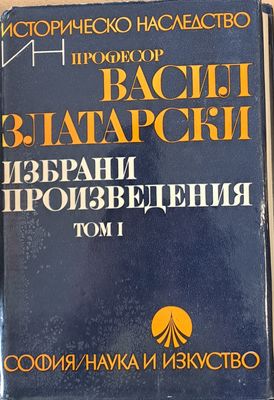 ИСТОРИЧЕСКО НАСЛЕДСТВО
ИН
ПРОФЕСОР
ВАСИЛ
ЗЛАТАРСКИ
ИЗБРАНИ
ПРОИЗВЕДЕНИЯ
ТОМ I
СОФИЯ/НАУКА И ИЗКУСТВО